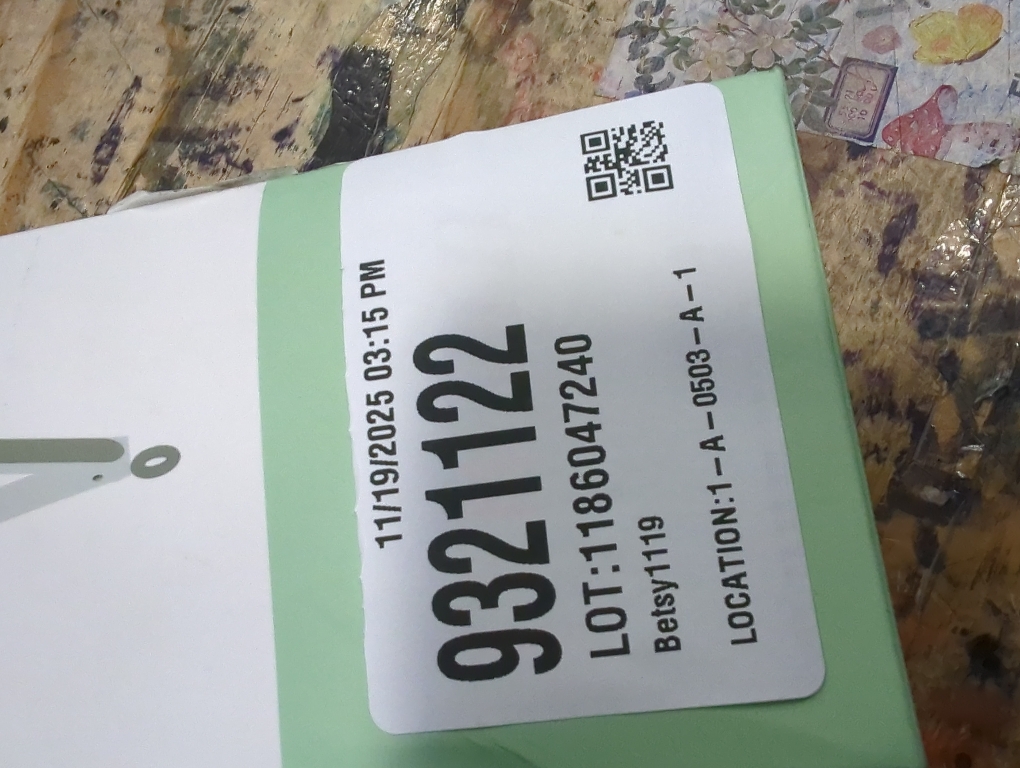 11/19/2025 03:15 PM
9321122
LOT:1186047240
Betsy1119
LOCATION:1-A-0503-A-1